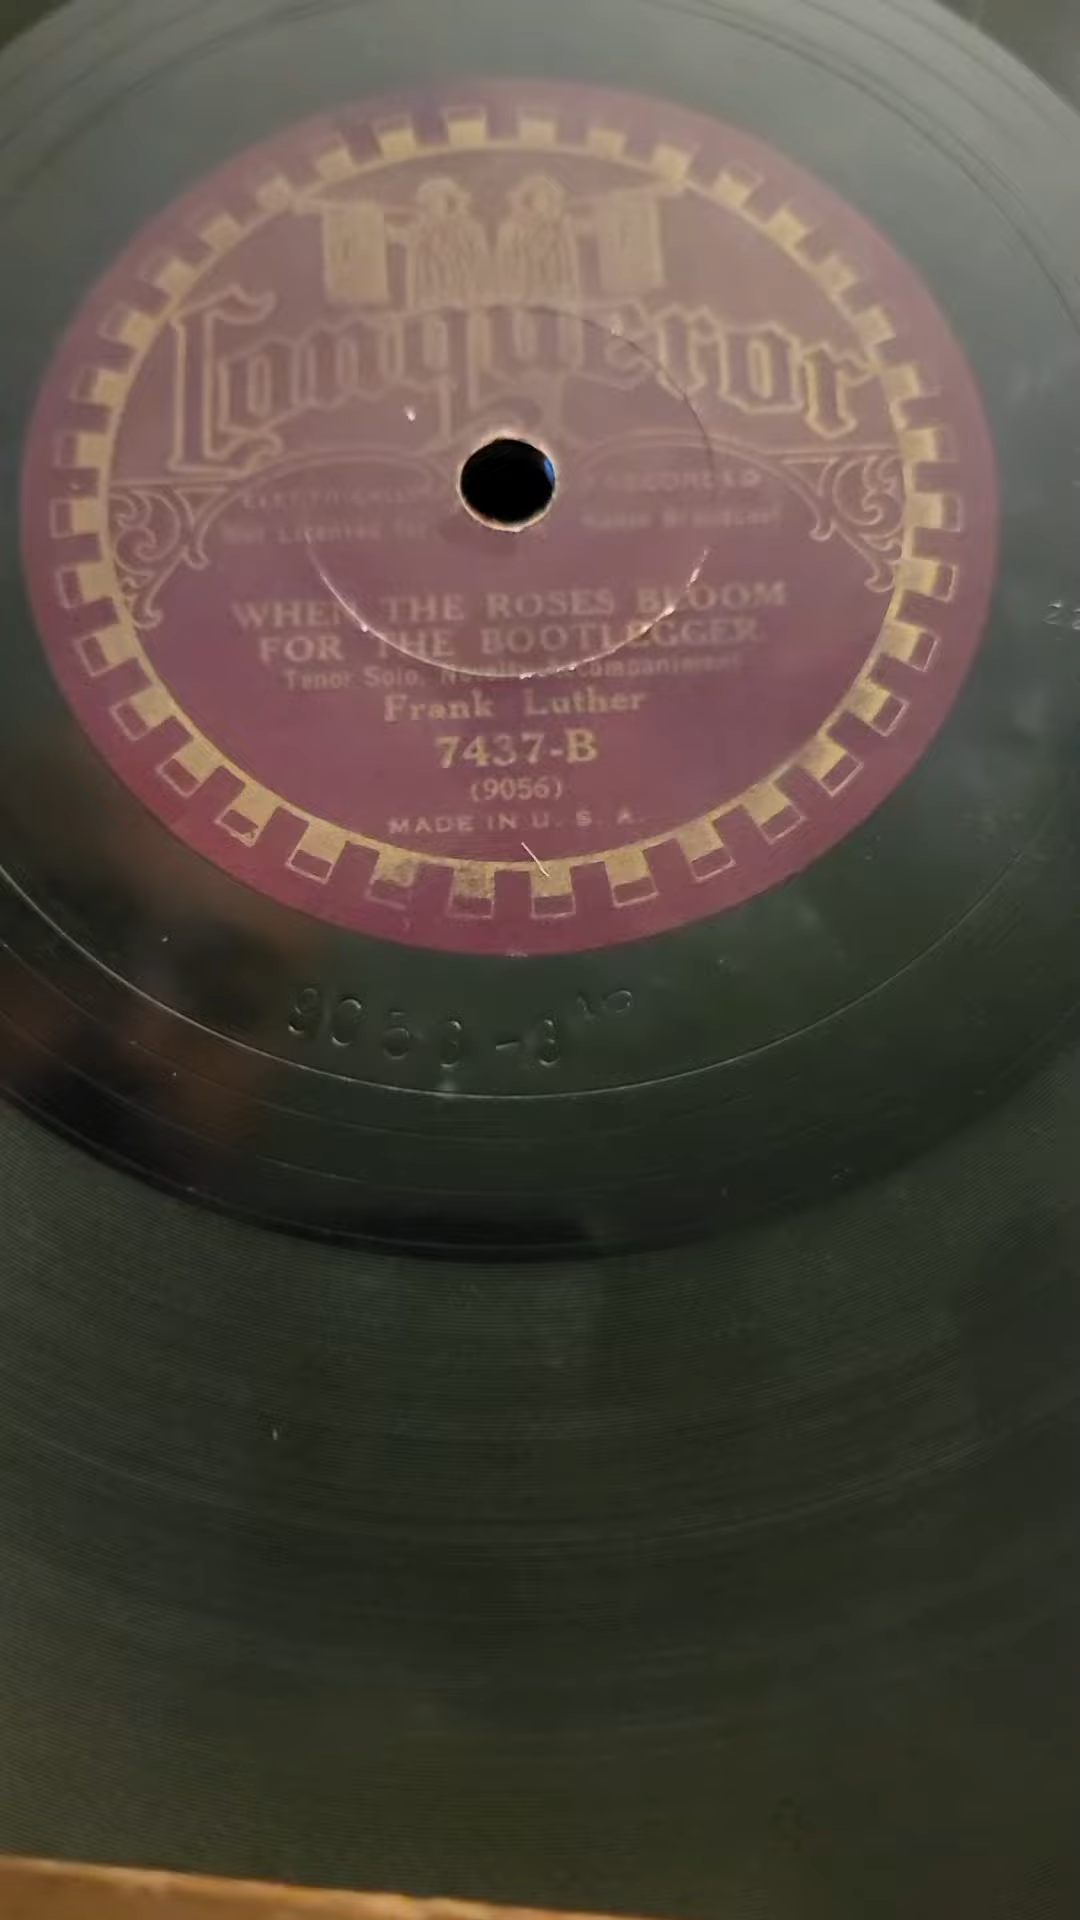 Conqueror
ELECTRICALLY RECORDED
Not Licensed for Radio Broadcast
WHEN THE ROSES BLOOM
FOR THE BOOTLEGGER
Tenor Solo, Novelty Accompaniment
Frank Luther
7437-B
(9056)
MADE IN U. S. A.